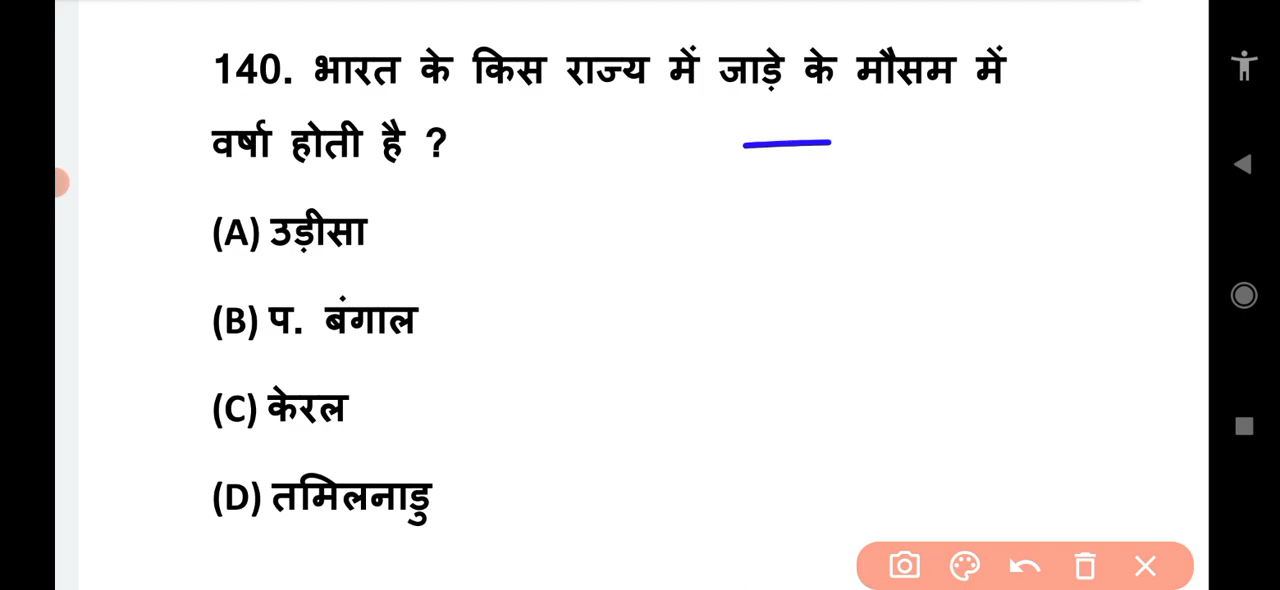 140. भारत के किस राज्य में जाड़े के मौसम में
वर्षा होती है ?
(A) उड़ीसा
(B) प. बंगाल
(C) केरल
(D) तमिलनाडु